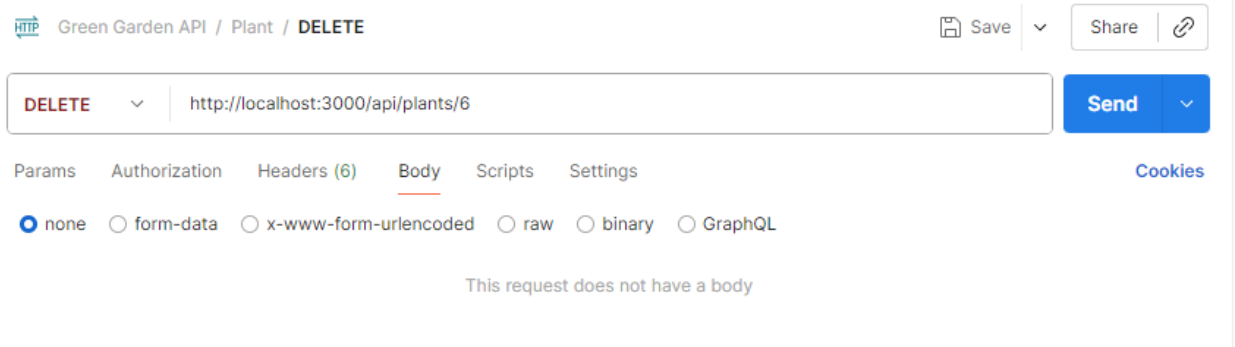 HTTP Green Garden API / Plant / DELETE Save Share
DELETE http://localhost:3000/api/plants/6 Send
Params Authorization Headers (6) Body Scripts Settings Cookies
none form-data x-www-form-urlencoded raw binary GraphQL
This request does not have a body